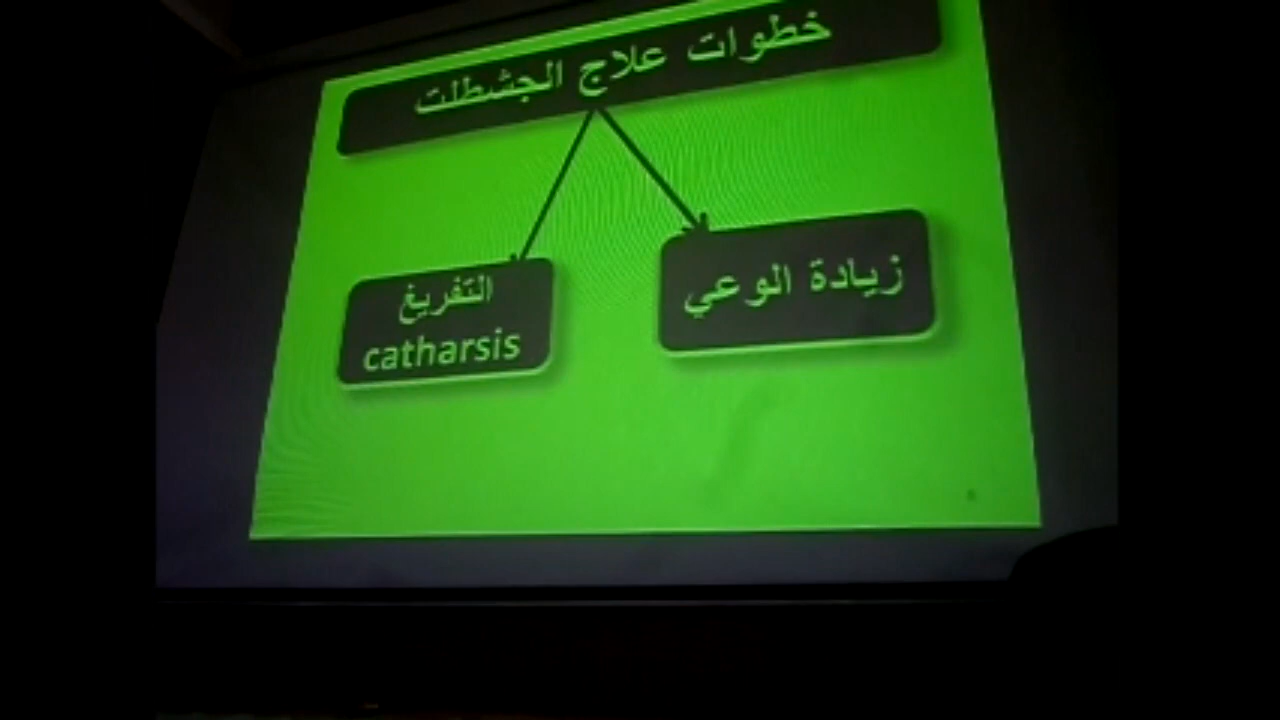 خطوات علاج الجشطلت
زيادة الوعي
التفريغ
catharsis